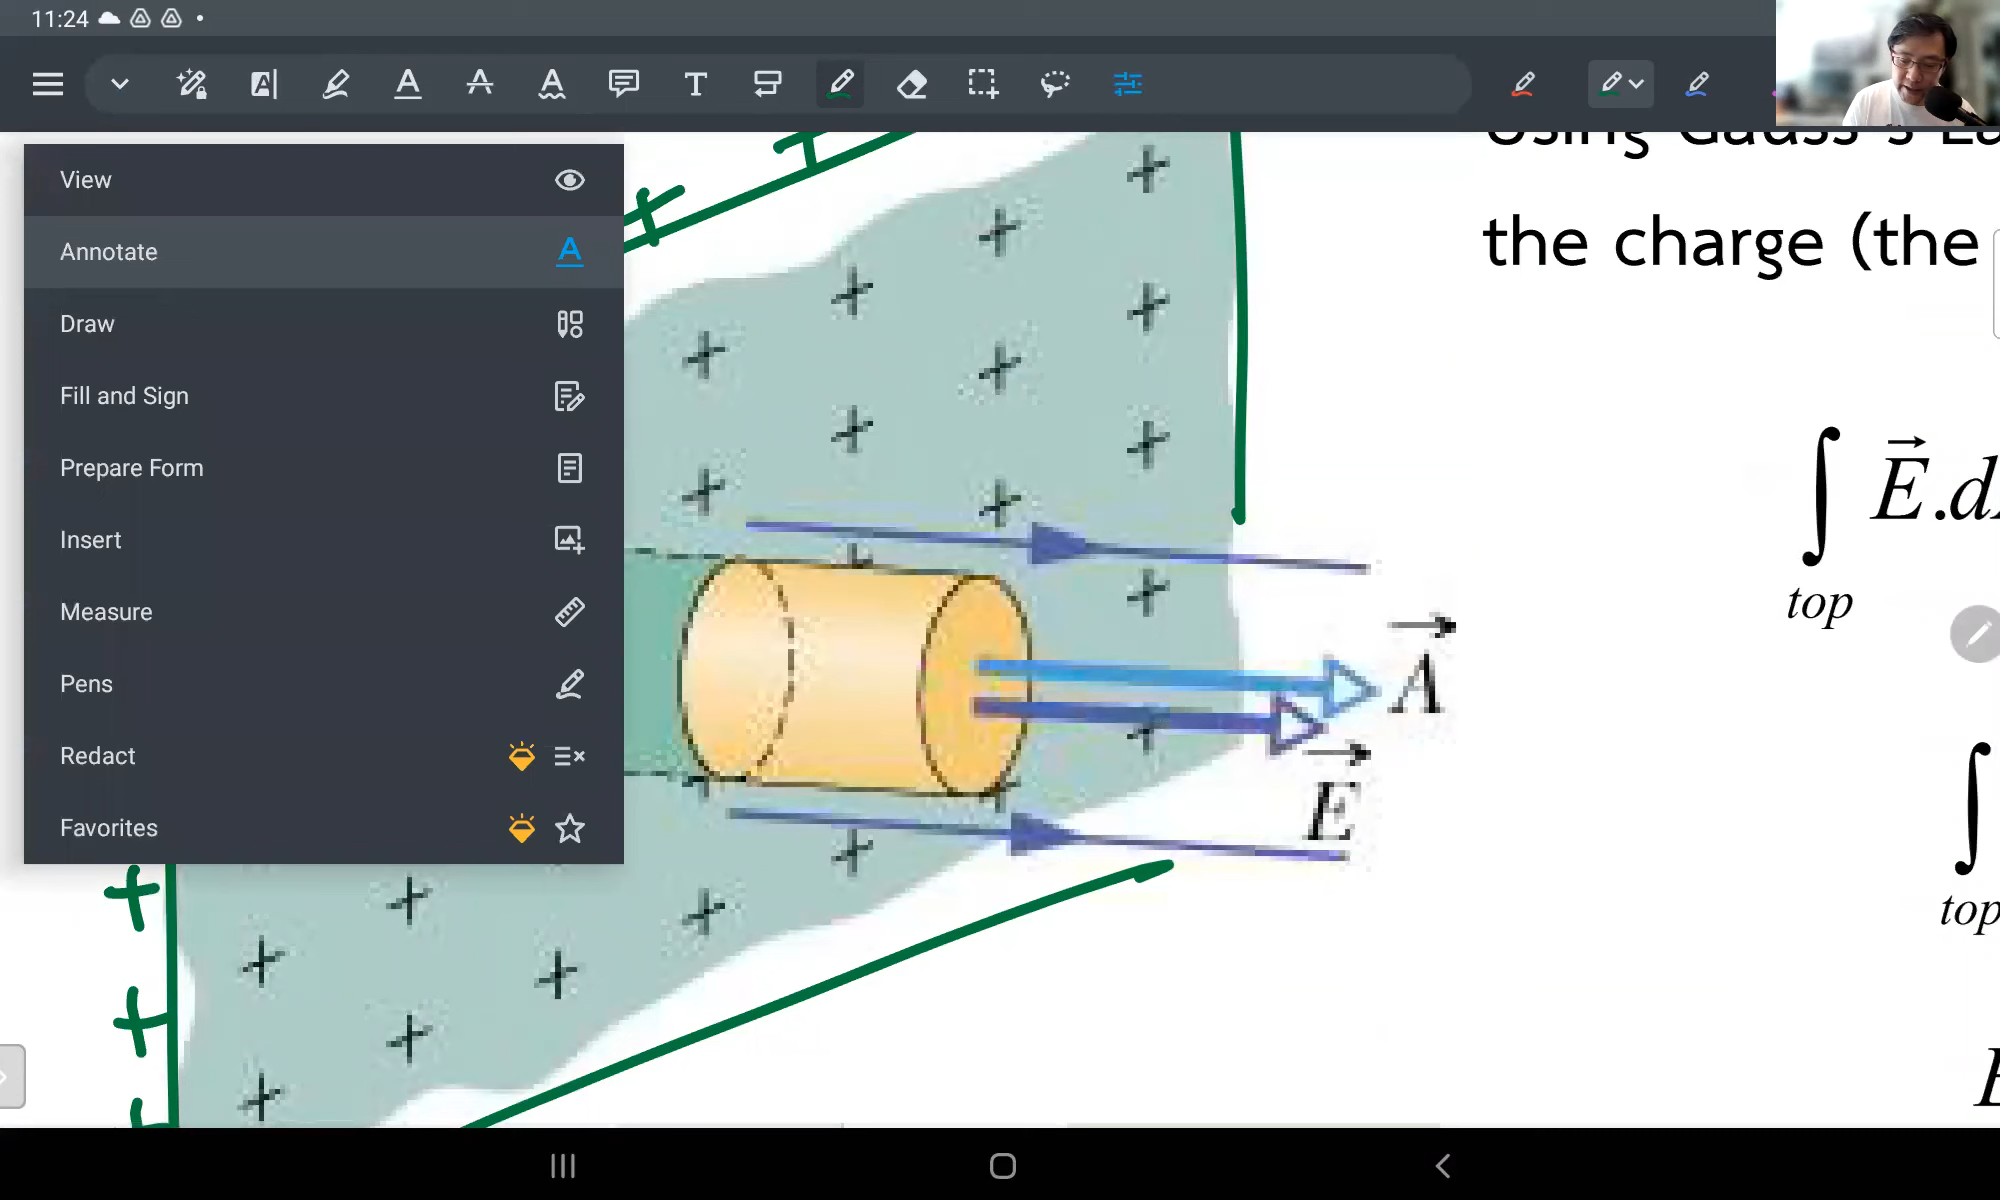 11:24
View
Annotate
Draw
Fill and Sign
Prepare Form
Insert
Measure
Pens
Redact
Favorites
the charge (the
∫ E.d
top
A
E
∫
top